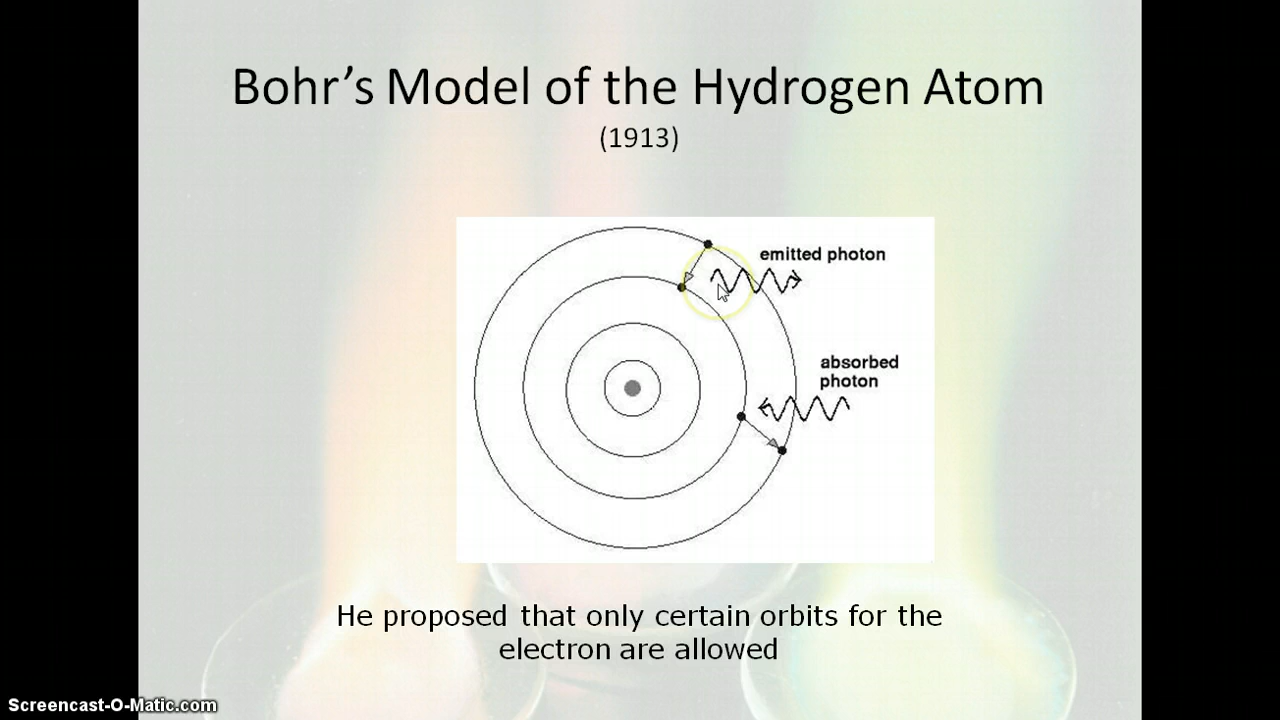 Bohr’s Model of the Hydrogen Atom
(1913)
emitted photon
absorbed
photon
He proposed that only certain orbits for the
electron are allowed
Screencast-O-Matic.com